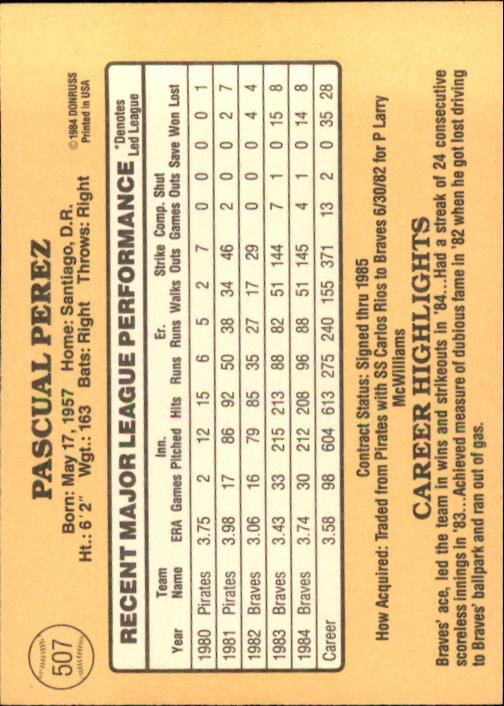 507
PASCUAL PEREZ
©1984 DONRUSS
Printed in USA
Born: May 17, 1957 Home: Santiago, D.R.
Ht.: 6'2" Wgt.: 163 Bats: Right Throws: Right
RECENT MAJOR LEAGUE PERFORMANCE *Denotes Led League
Year Team Name ERA Games Inn. Pitched Hits Runs Er. Runs Walks Strike Outs Comp. Games Shut Outs Save Won Lost
1980 Pirates 3.75 2 12 15 6 5 2 7 0 0 0 0 1
1981 Pirates 3.98 17 86 92 50 38 34 46 2 0 0 2 7
1982 Braves 3.06 16 79 85 35 27 17 29 0 0 0 4 4
1983 Braves 3.43 33 215 213 88 82 51 144 7 1 0 15 8
1984 Braves 3.74 30 212 208 96 88 51 145 4 1 0 14 8
Career 3.58 98 604 613 275 240 155 371 13 2 0 35 28
Contract Status: Signed thru 1985
How Acquired: Traded from Pirates with SS Carlos Rios to Braves 6/30/82 for P Larry
McWilliams
CAREER HIGHLIGHTS
Braves' ace, led the team in wins and strikeouts in '84...Had a streak of 24 consecutive
scoreless innings in '83...Achieved measure of dubious fame in '82 when he got lost driving
to Braves' ballpark and ran out of gas.